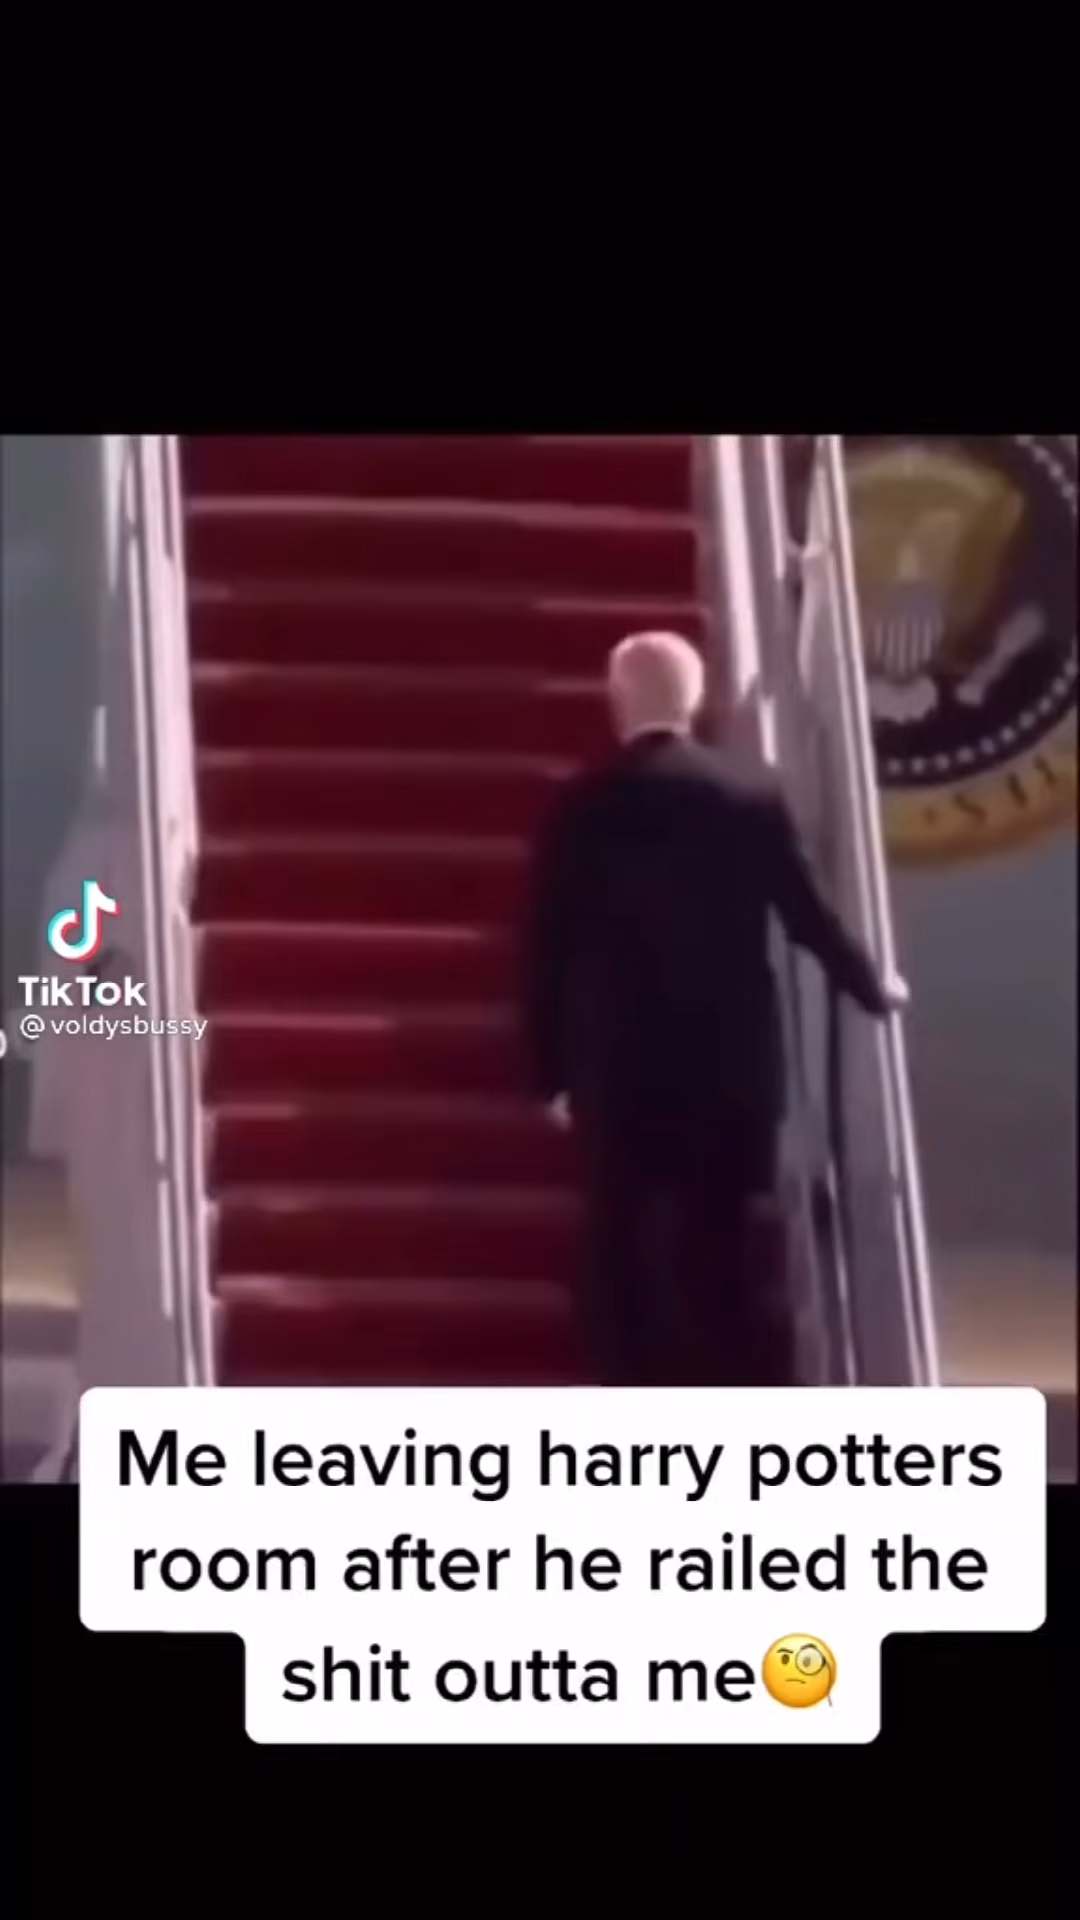 TikTok
@voldysbussy
Me leaving harry potters
room after he railed the
shit outta me🧐